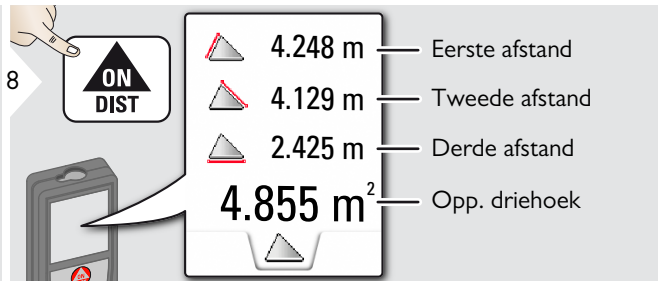 8
ON
DIST
4.248 m Eerste afstand
4.129 m Tweede afstand
2.425 m Derde afstand
4.855 m² Opp. driehoek
ON